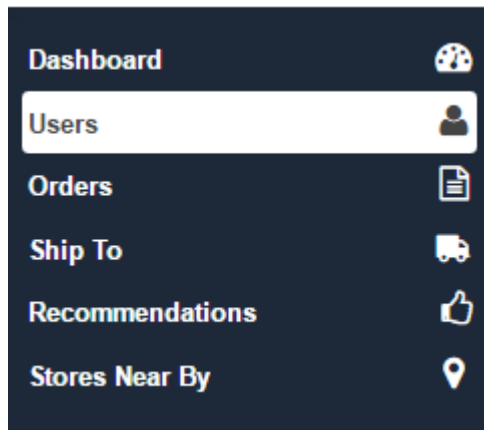 Dashboard
Users
Orders
Ship To
Recommendations
Stores Near By